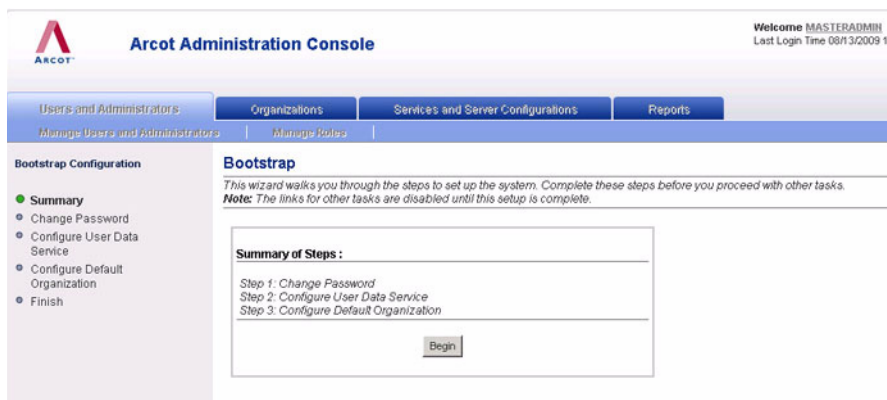 ARCOT
Arcot Administration Console
Welcome MASTERADMIN
Last Login Time 08/13/2009 1
Users and Administrators
Organizations
Services and Server Configurations
Reports
Manage Users and Administrators
Manage Roles
Bootstrap Configuration
Summary
Change Password
Configure User Data
Service
Configure Default
Organization
Finish
Bootstrap
This wizard walks you through the steps to set up the system. Complete these steps before you proceed with other tasks.
Note: The links for other tasks are disabled until this setup is complete.
Summary of Steps :
Step 1: Change Password
Step 2: Configure User Data Service
Step 3: Configure Default Organization
Begin